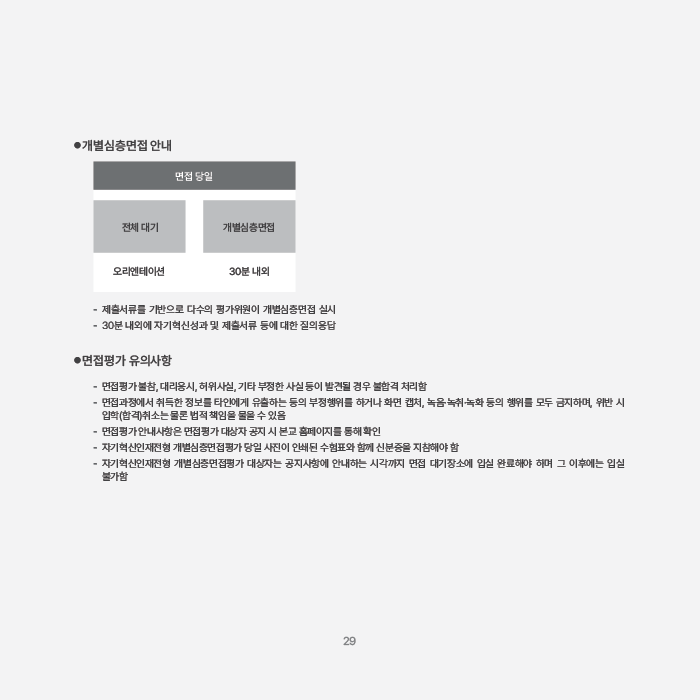 ●개별심층면접 안내
면접 당일
전체 대기
개별심층면접
오리엔테이션
30분 내외
- 제출서류를 기반으로 다수의 평가위원이 개별심층면접 실시
- 30분 내외에 자기혁신성과 및 제출서류 등에 대한 질의응답
●면접평가 유의사항
- 면접평가 불참, 대리응시, 허위사실, 기타 부정한 사실 등이 발견될 경우 불합격 처리함
- 면접과정에서 취득한 정보를 타인에게 유출하는 등의 부정행위를 하거나 화면 캡처, 녹음·녹취·녹화 등의 행위를 모두 금지하며, 위반 시
입학(합격)취소는 물론 법적 책임을 물을 수 있음
- 면접평가 안내사항은 면접평가 대상자 공지 시 본교 홈페이지를 통해 확인
- 자기혁신인재전형 개별심층면접평가 당일 사진이 인쇄된 수험표와 함께 신분증을 지참해야 함
- 자기혁신인재전형 개별심층면접평가 대상자는 공지사항에 안내하는 시각까지 면접 대기장소에 입실 완료해야 하며 그 이후에는 입실
불가함
29